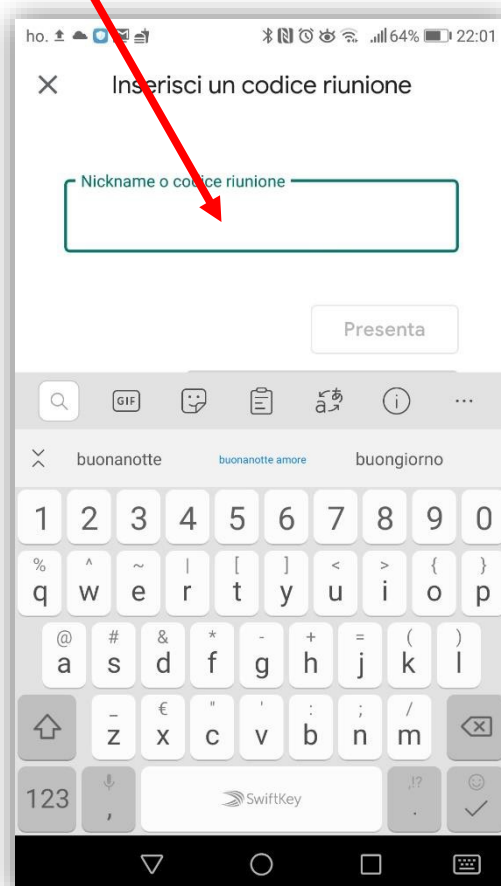 ho. 64% 22:01
Inserisci un codice riunione
Nickname o codice riunione
Presenta
GIF あ a ...
buonanotte buonanotte amore buongiorno
1 2 3 4 5 6 7 8 9 0
% ^ ~ | [ ] < > { }
q w e r t y u i o p
@ # & * - + = ( )
a s d f g h j k l
_ € " ' : ; /
z x c v b n m
123 , SwiftKey ,!? .